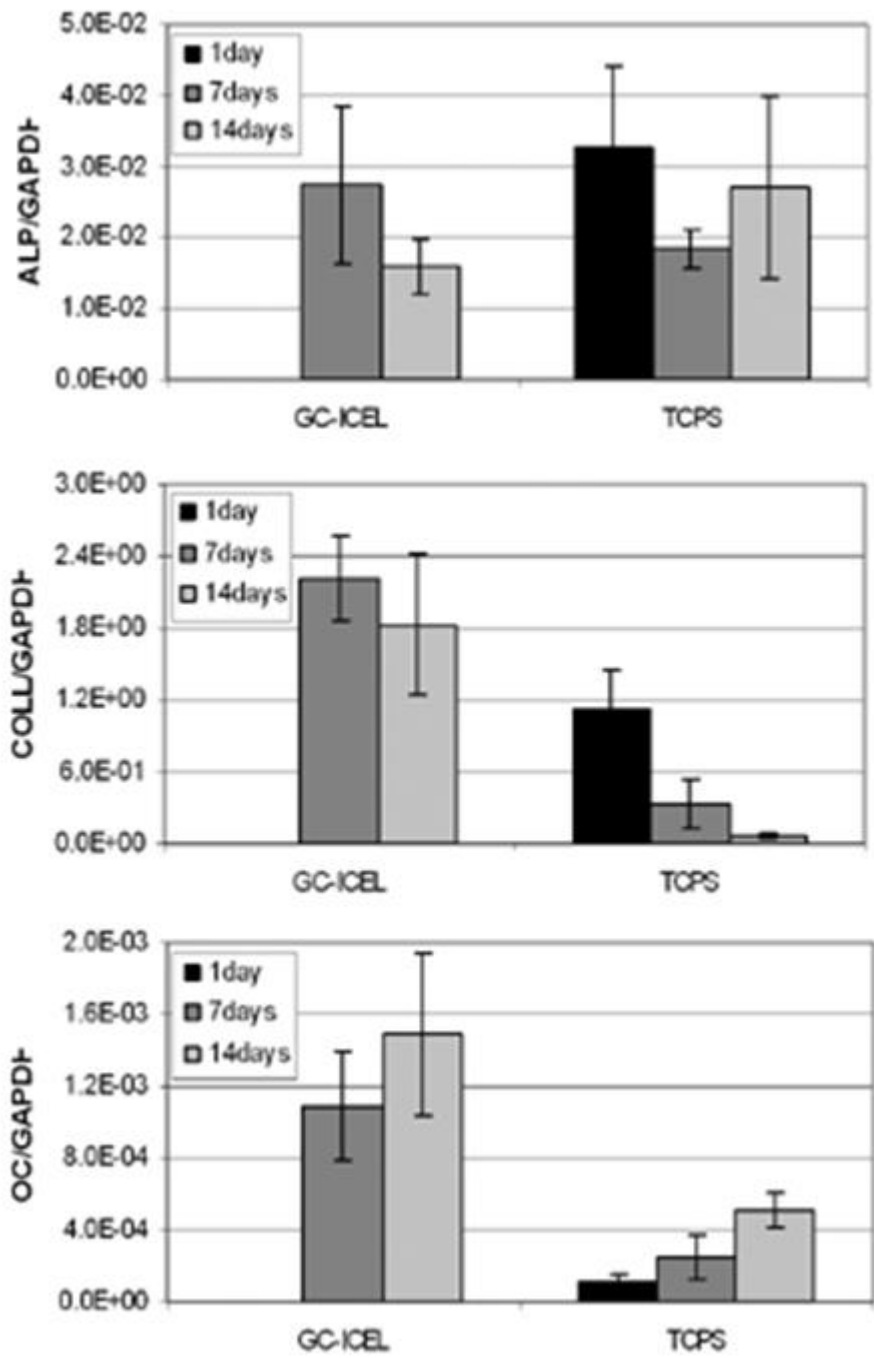 5.0E-02
4.0E-02
3.0E-02
2.0E-02
1.0E-02
0.0E+00
ALP/GAPDH
1day
7days
14days
GC-ICEL
TCPS
3.0E+00
2.4E+00
1.8E+00
1.2E+00
6.0E-01
0.0E+00
COLL/GAPDH
1day
7days
14days
GC-ICEL
TCPS
2.0E-03
1.6E-03
1.2E-03
8.0E-04
4.0E-04
0.0E+00
OC/GAPDH
1day
7days
14days
GC-ICEL
TCPS